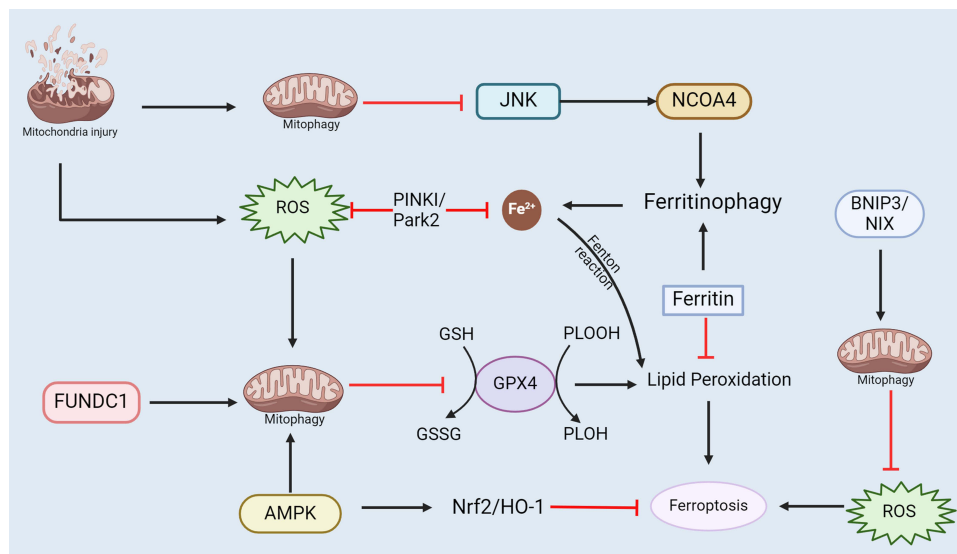 Mitochondria injury
Mitophagy
JNK
NCOA4
ROS
PINKI/
Park2
Fe²⁺
Ferritinophagy
BNIP3/
NIX
Fenton
reaction
Ferritin
GSH
PLOOH
Mitophagy
FUNDC1
Mitophagy
GPX4
Lipid Peroxidation
GSSG
PLOH
AMPK
Nrf2/HO-1
Ferroptosis
ROS